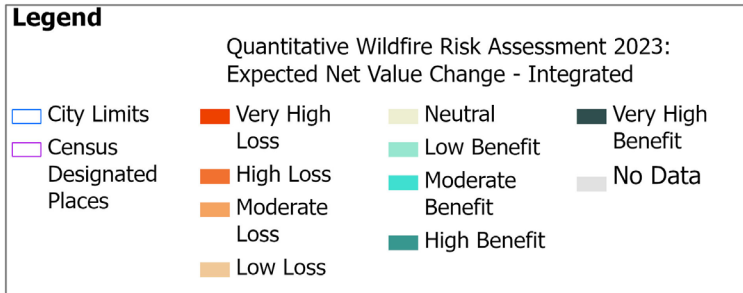 Legend
Quantitative Wildfire Risk Assessment 2023:
Expected Net Value Change - Integrated
City Limits
Census
Designated
Places
Very High
Loss
High Loss
Moderate
Loss
Low Loss
Neutral
Low Benefit
Moderate
Benefit
High Benefit
Very High
Benefit
No Data